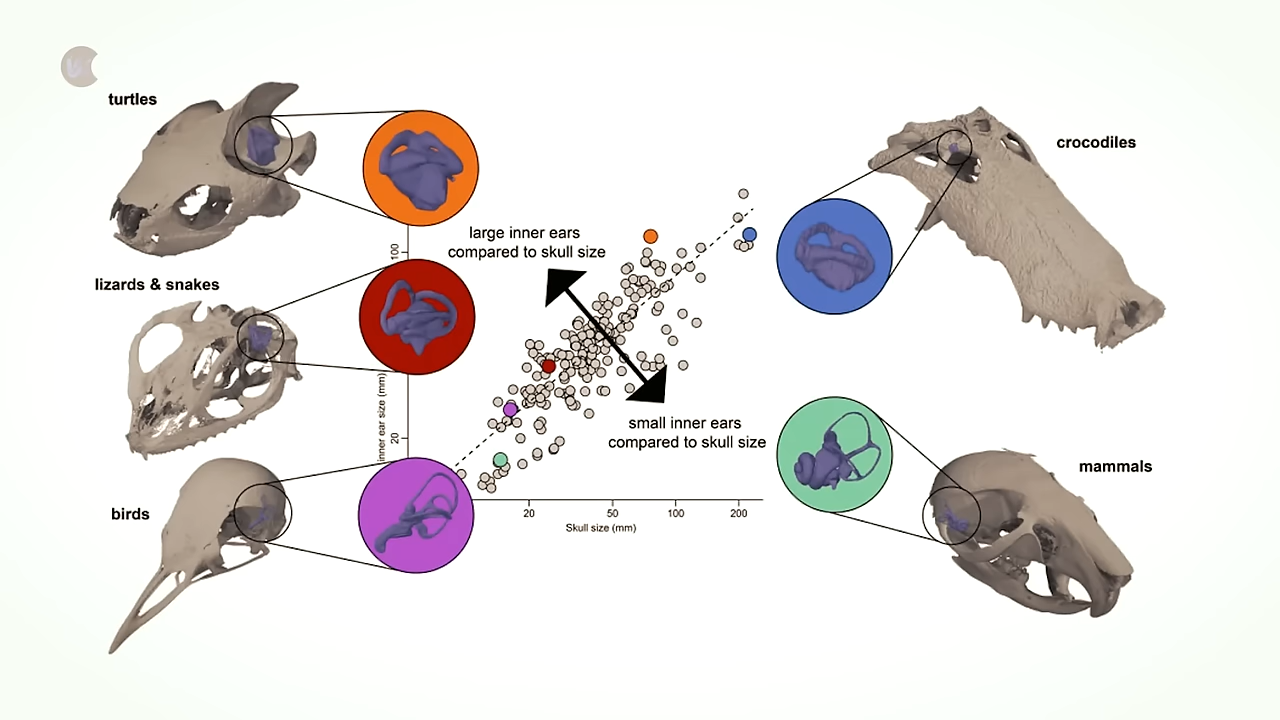 turtles
crocodiles
large inner ears
compared to skull size
100
lizards & snakes
inner ear size (mm)
small inner ears
compared to skull size
20
mammals
birds
20
50
100
200
Skull size (mm)